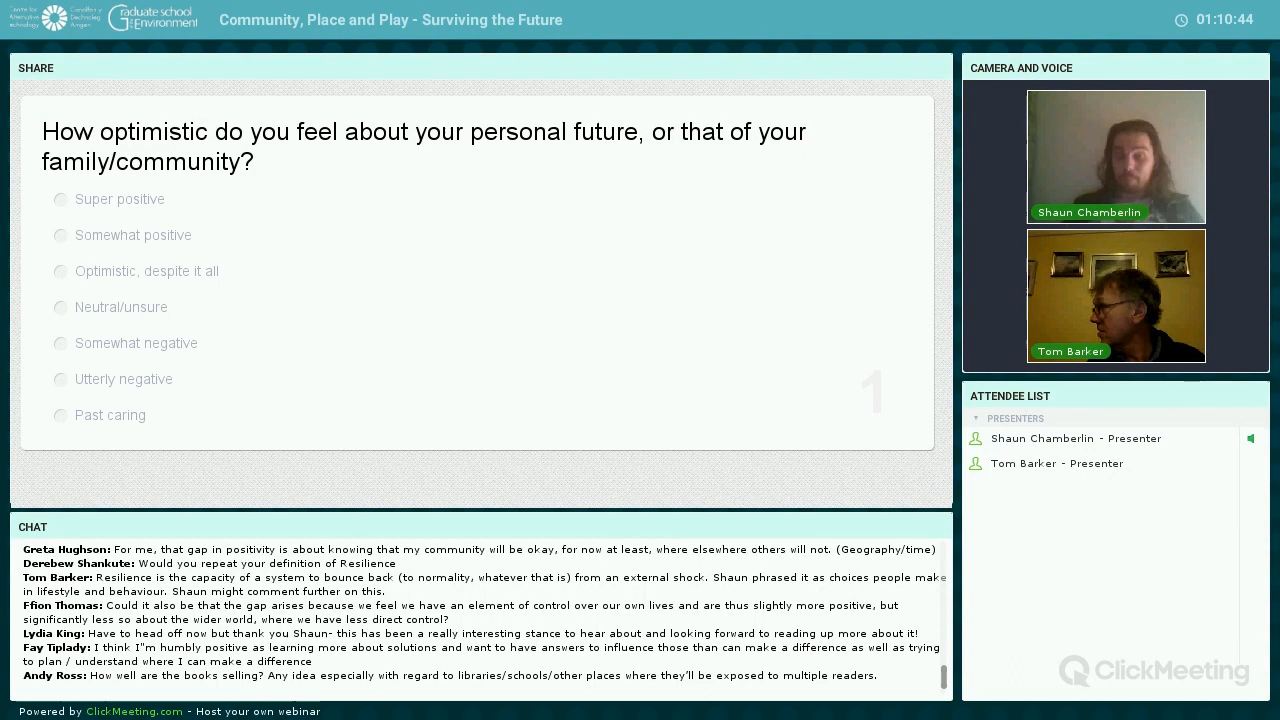 Centre for
Alternative
Technology
Graduate school
of the
Environment
Community, Place and Play - Surviving the Future
01:10:44
SHARE
CAMERA AND VOICE
How optimistic do you feel about your personal future, or that of your
family/community?
Super positive
Somewhat positive
Optimistic, despite it all
Neutral/unsure
Somewhat negative
Utterly negative
Past caring
1
Shaun Chamberlin
Tom Barker
ATTENDEE LIST
PRESENTERS
Shaun Chamberlin - Presenter
Tom Barker - Presenter
CHAT
Greta Hughson: For me, that gap in positivity is about knowing that my community will be okay, for now at least, where elsewhere others will not. (Geography/time)
Derebew Shankute: Would you repeat your definition of Resilience
Tom Barker: Resilience is the capacity of a system to bounce back (to normality, whatever that is) from an external shock. Shaun phrased it as choices people make
in lifestyle and behaviour. Shaun might comment further on this.
Ffion Thomas: Could it also be that the gap arises because we feel we have an element of control over our own lives and are thus slightly more positive, but
significantly less so about the wider world, where we have less direct control?
Lydia King: Have to head off now but thank you Shaun- this has been a really interesting stance to hear about and looking forward to reading up more about it!
Fay Tiplady: I think I"m humbly positive as learning more about solutions and want to have answers to influence those than can make a difference as well as trying
to plan / understand where I can make a difference
Andy Ross: How well are the books selling? Any idea especially with regard to libraries/schools/other places where they'll be exposed to multiple readers.
ClickMeeting
Powered by ClickMeeting.com - Host your own webinar